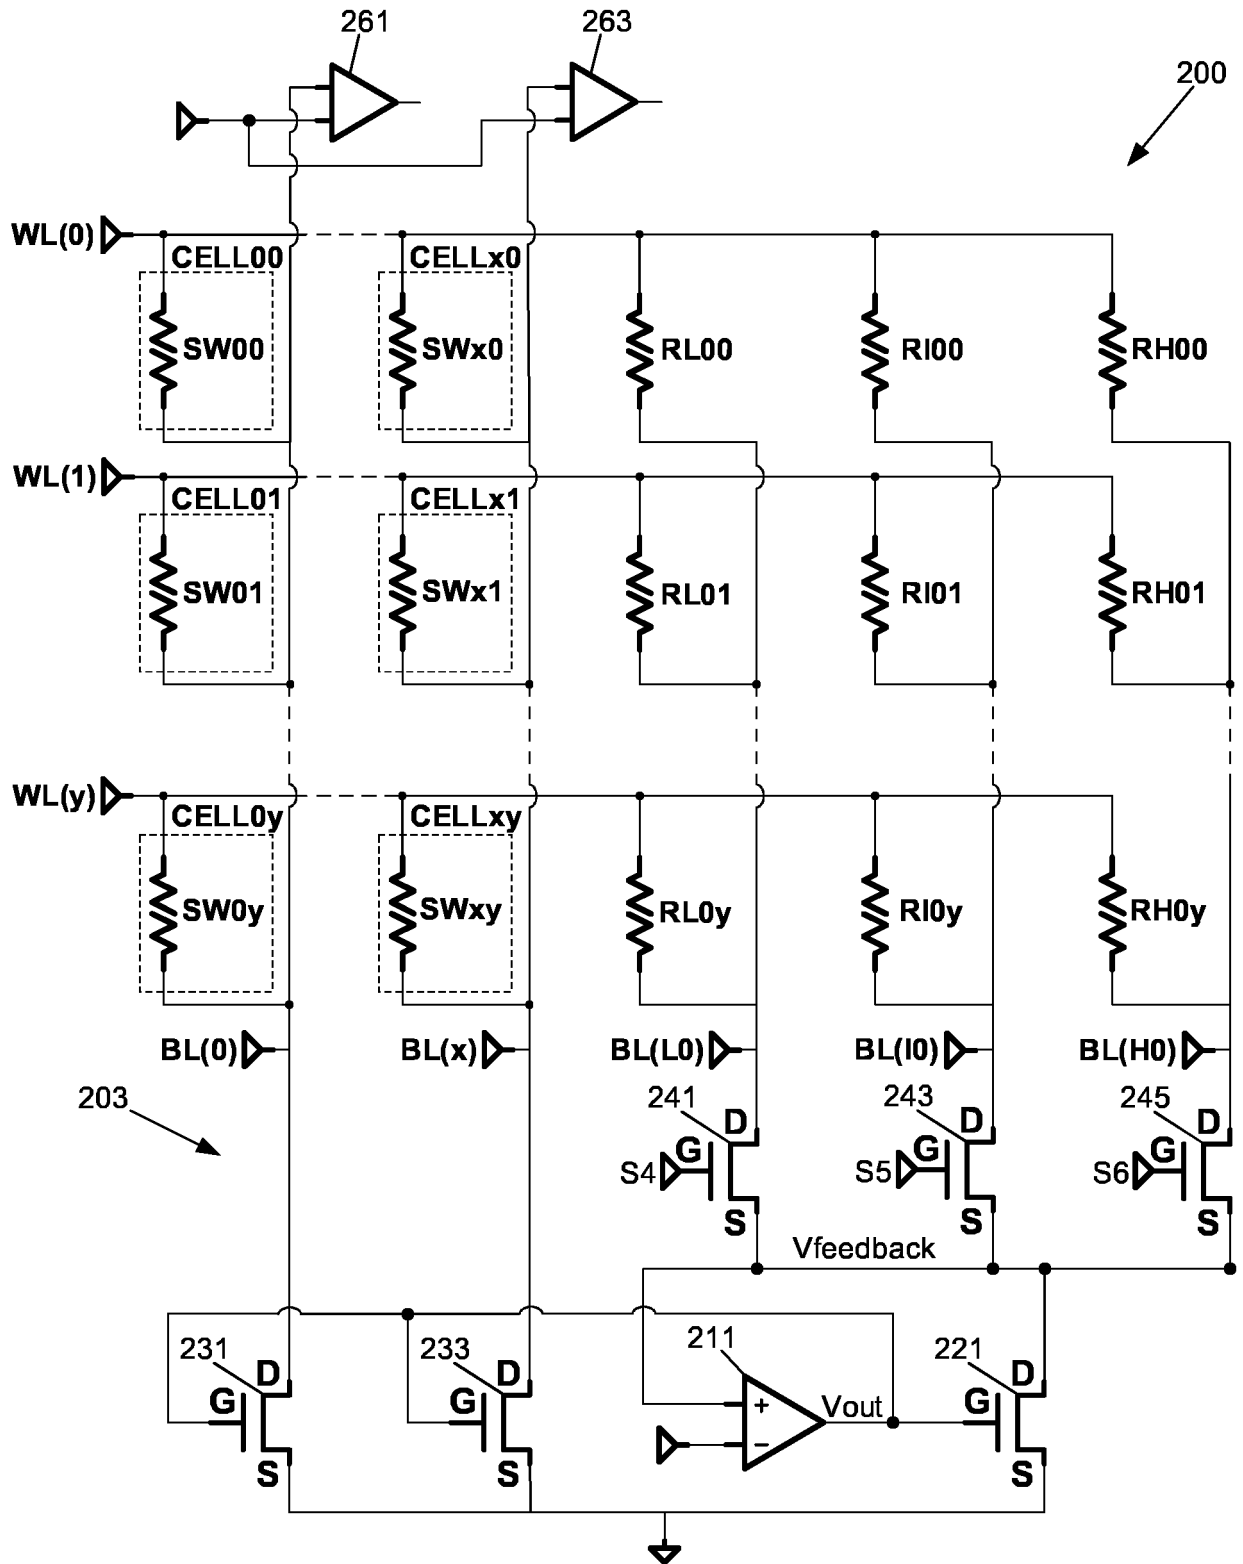 261
263
200
WL(0)
CELL00
CELLx0
SW00
SWx0
RL00
RI00
RH00
WL(1)
CELL01
CELLx1
SW01
SWx1
RL01
RI01
RH01
WL(y)
CELL0y
CELLxy
SW0y
SWxy
RL0y
RI0y
RH0y
BL(0)
BL(x)
BL(L0)
BL(I0)
BL(H0)
203
241
243
245
D
D
D
G
G
G
S4
S5
S6
S
S
S
Vfeedback
231
233
211
221
D
D
D
G
G
+
Vout
G
−
S
S
S